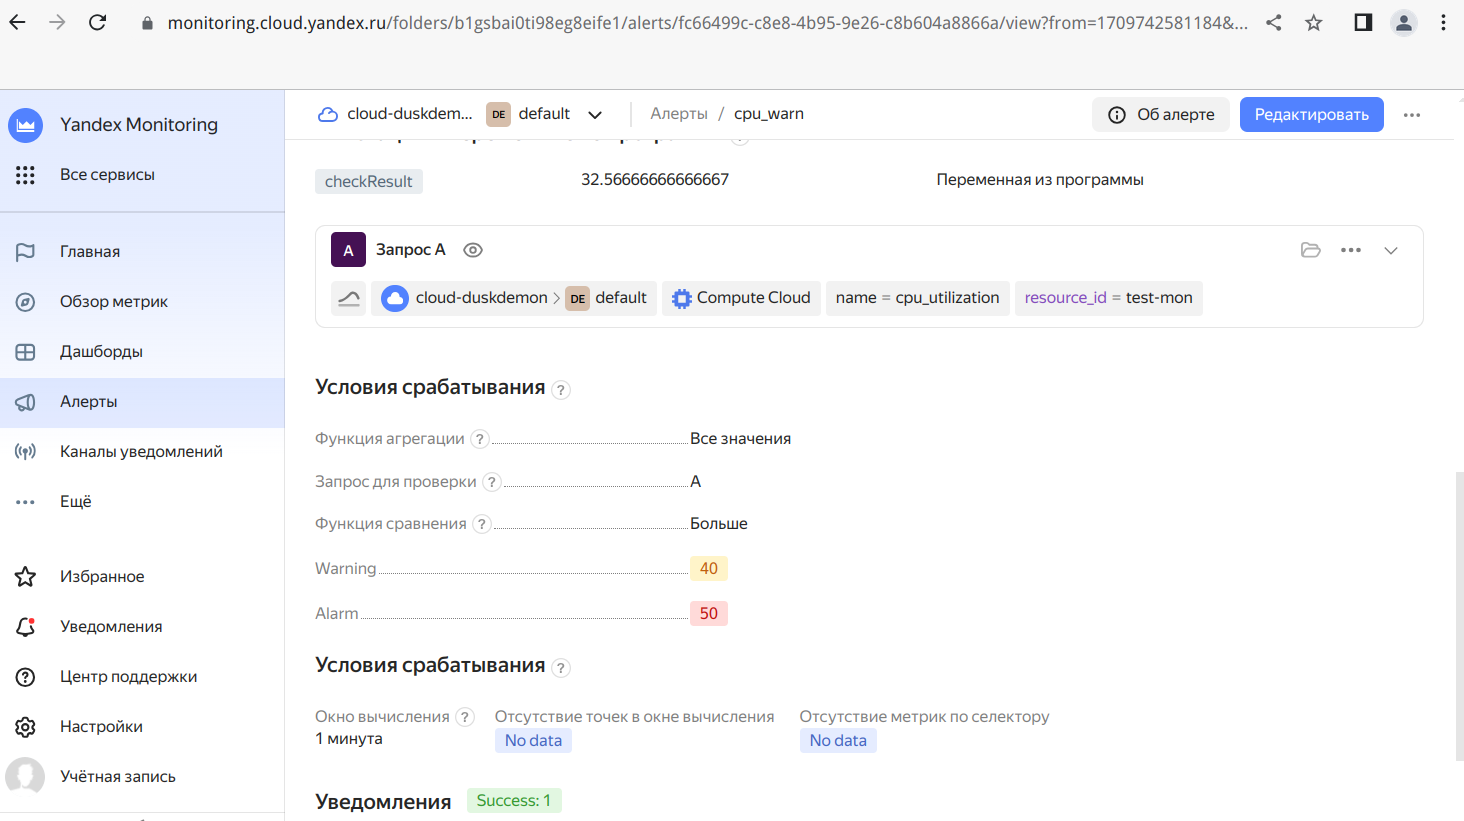 monitoring.cloud.yandex.ru/folders/b1gsbai0ti98eg8eife1/alerts/fc66499c-c8e8-4b95-9e26-c8b604a8866a/view?from=1709742581184&...
Yandex Monitoring
Все сервисы
Главная
Обзор метрик
Дашборды
Алерты
Каналы уведомлений
Ещё
Избранное
Уведомления
Центр поддержки
Настройки
Учётная запись
cloud-duskdem... DE default Алерты / cpu_warn
Об алерте Редактировать
checkResult 32.56666666666667 Переменная из программы
A Запрос A
cloud-duskdemon > DE default Compute Cloud name = cpu_utilization resource_id = test-mon
Условия срабатывания ?
Функция агрегации ? Все значения
Запрос для проверки ? A
Функция сравнения ? Больше
Warning 40
Alarm 50
Условия срабатывания ?
Окно вычисления ? Отсутствие точек в окне вычисления Отсутствие метрик по селектору
1 минута No data No data
Уведомления Success: 1